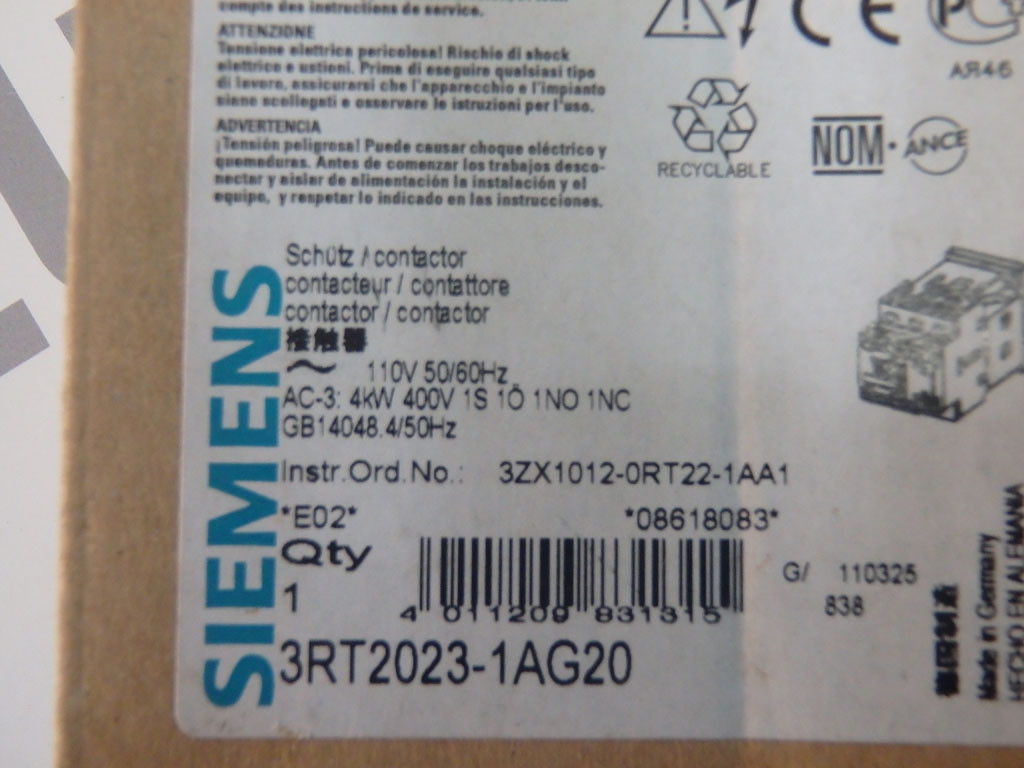 compte des instructions de service.
ATTENZIONE
Tensione elettrica pericolosa! Rischio di shock
elettrico e ustioni. Prima di eseguire qualsiasi tipo
di lavoro, assicurarsi che l'apparecchio e l'impianto
siano scollegati e osservare le istruzioni per l'uso.
ADVERTENCIA
¡Tensión peligrosa! Puede causar choque eléctrico y
quemaduras. Antes de comenzar los trabajos desco-
nectar y aislar de alimentación la instalación y el
equipo, y respetar lo indicado en las instrucciones.
CE
АЯ46
RECYCLABLE
NOM · ANCE
SIEMENS
Schütz / contactor
contacteur / contattore
contactor / contactor
接触器
~ 110V 50/60Hz
AC-3: 4kW 400V 1S 1Ö 1NO 1NC
GB14048.4/50Hz
Instr.Ord.No.: 3ZX1012-0RT22-1AA1
*E02* *08618083*
Qty
1
4 011209 831315
G/ 110325
838
3RT2023-1AG20
德国制造
Made in Germany
HECHO EN ALEMANIA